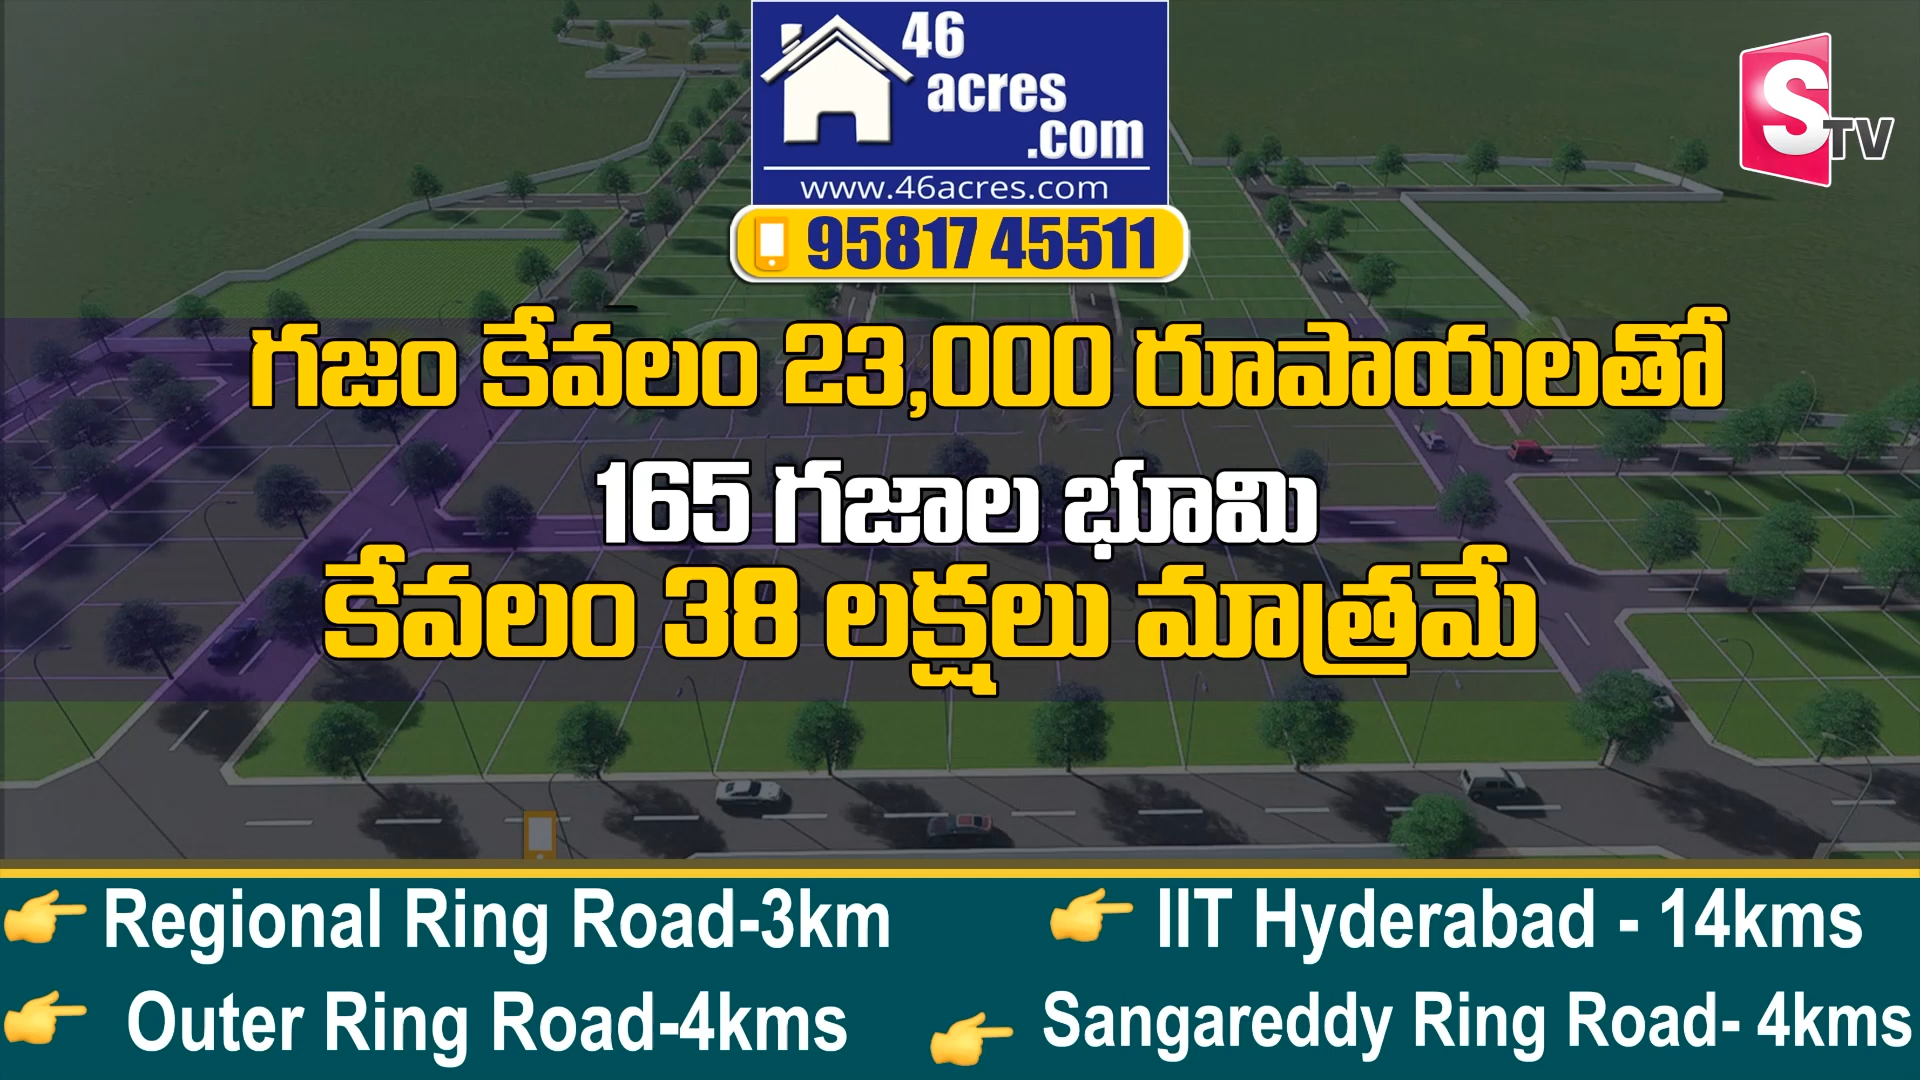 46
acres
.com
www.46acres.com
95817 45511
STV
గజం కేవలం 23,000 రూపాయలతో
165 గజాల భూమి
కేవలం 38 లక్షలు మాత్రమే
👉 Regional Ring Road-3km
👉 IIT Hyderabad - 14kms
👉 Outer Ring Road-4kms
👉 Sangareddy Ring Road- 4kms